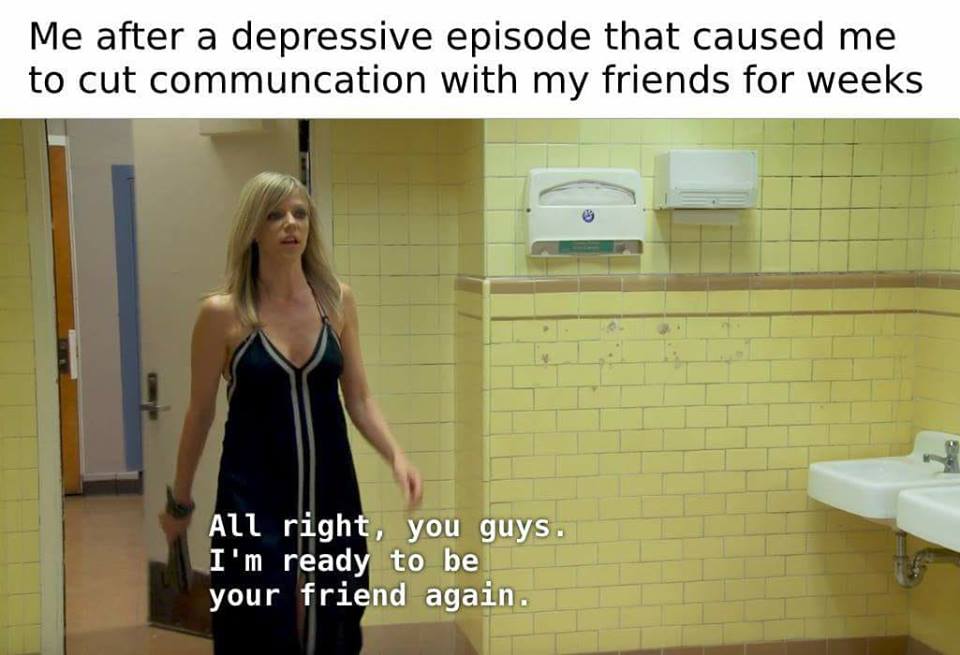 Me after a depressive episode that caused me
to cut communcation with my friends for weeks
All right, you guys.
I'm ready to be
your friend again.